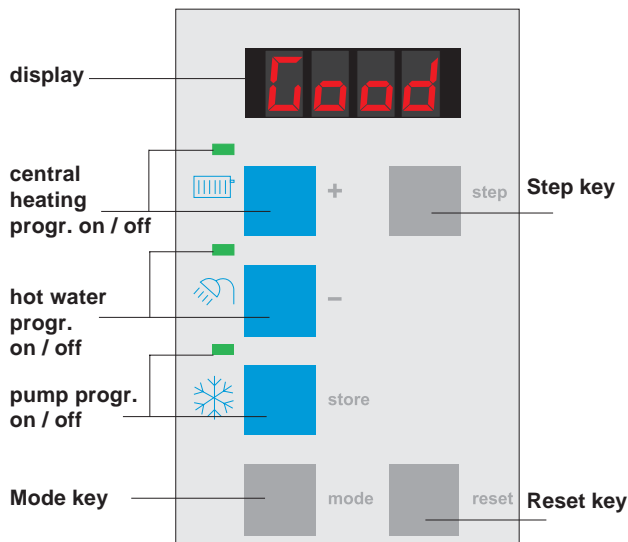 display
Good
central
heating
progr. on / off
+
step
Step key
hot water
progr.
on / off
–
pump progr.
on / off
store
Mode key
mode
reset
Reset key